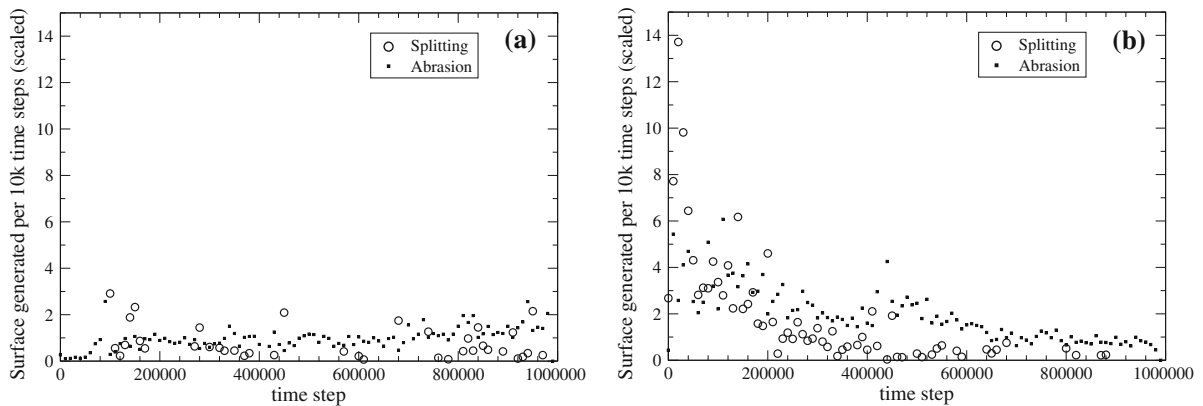 Surface generated per 10k time steps (scaled)
14
12
10
8
6
4
2
0
(a)
Splitting
Abrasion
0 200000 400000 600000 800000 1000000
time step
Surface generated per 10k time steps (scaled)
14
12
10
8
6
4
2
0
(b)
Splitting
Abrasion
0 200000 400000 600000 800000 1000000
time step